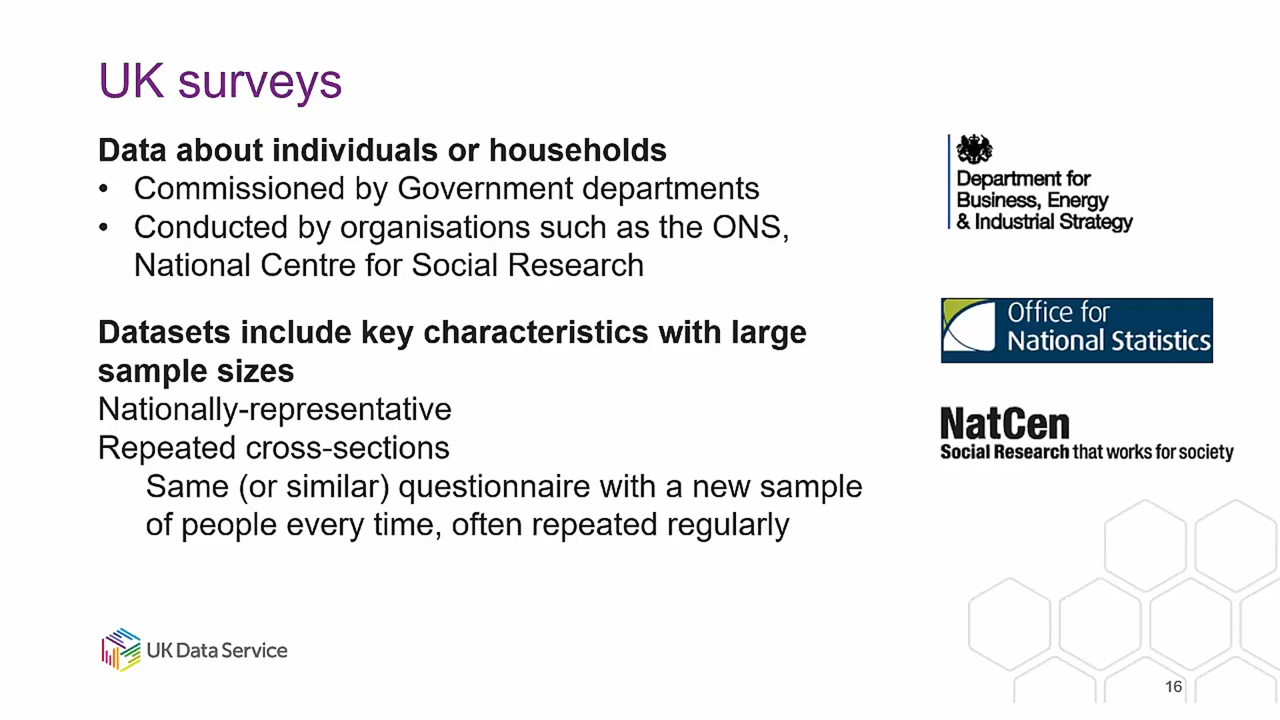 UK surveys
Data about individuals or households
• Commissioned by Government departments
• Conducted by organisations such as the ONS,
National Centre for Social Research
Datasets include key characteristics with large
sample sizes
Nationally-representative
Repeated cross-sections
Same (or similar) questionnaire with a new sample
of people every time, often repeated regularly
Department for
Business, Energy
& Industrial Strategy
Office for
National Statistics
NatCen
Social Research that works for society
UK Data Service
16